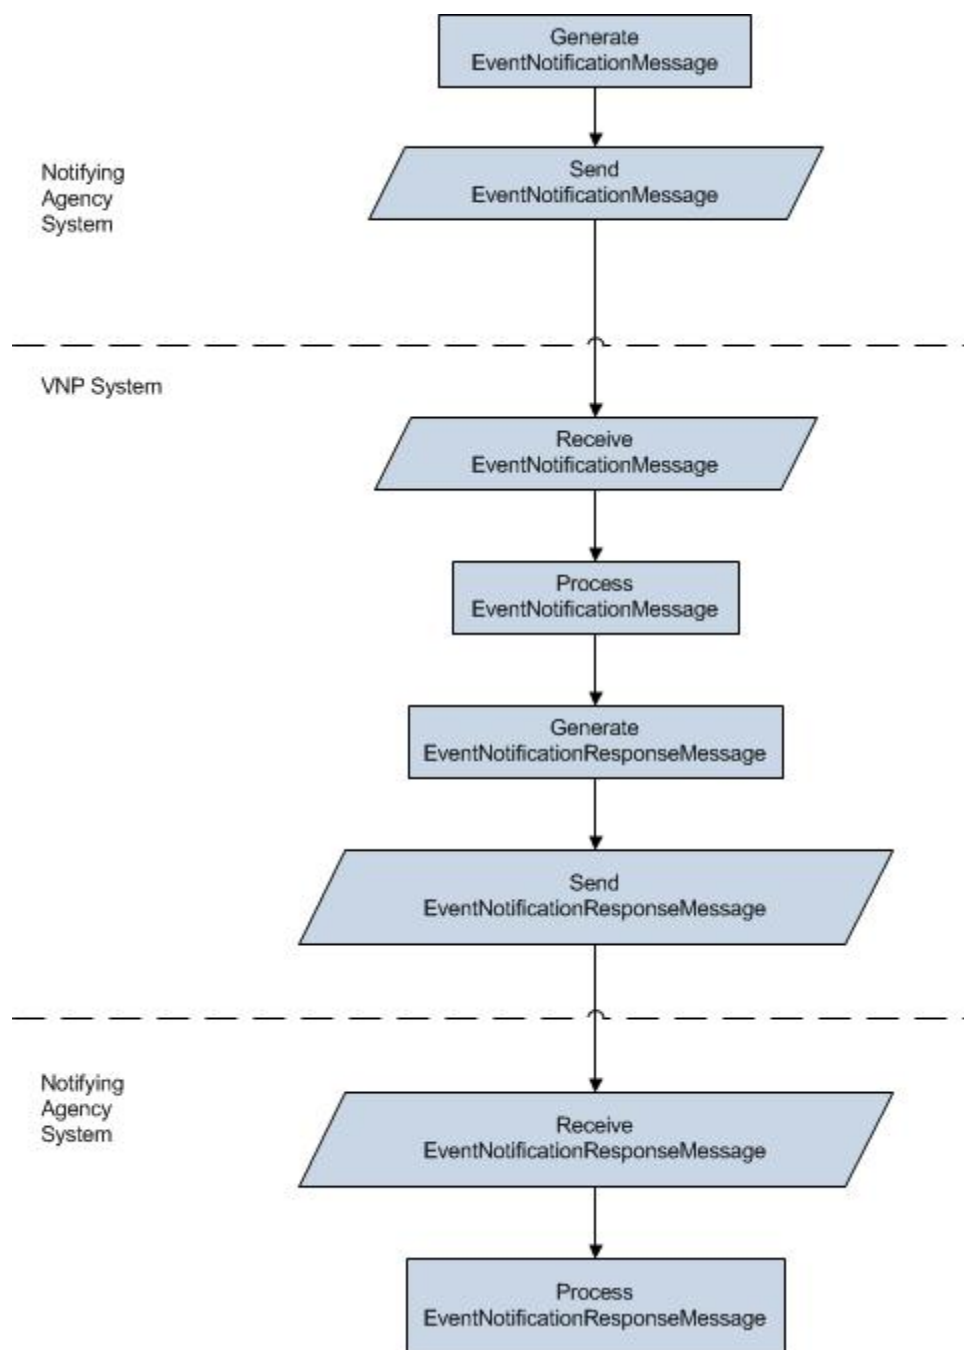 Generate
EventNotificationMessage
Notifying
Agency
System
Send
EventNotificationMessage
VNP System
Receive
EventNotificationMessage
Process
EventNotificationMessage
Generate
EventNotificationResponseMessage
Send
EventNotificationResponseMessage
Notifying
Agency
System
Receive
EventNotificationResponseMessage
Process
EventNotificationResponseMessage